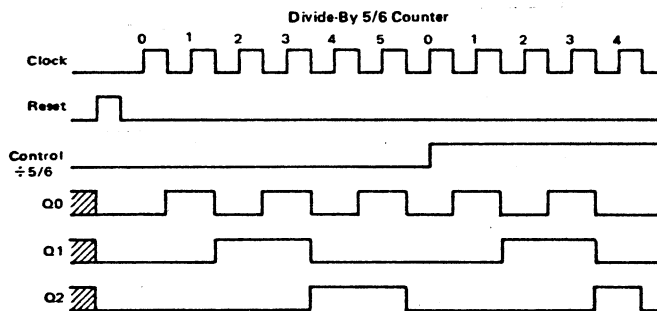 Divide-By 5/6 Counter
0 1 2 3 4 5 0 1 2 3 4
Clock
Reset
Control
÷5/6
Q0
Q1
Q2